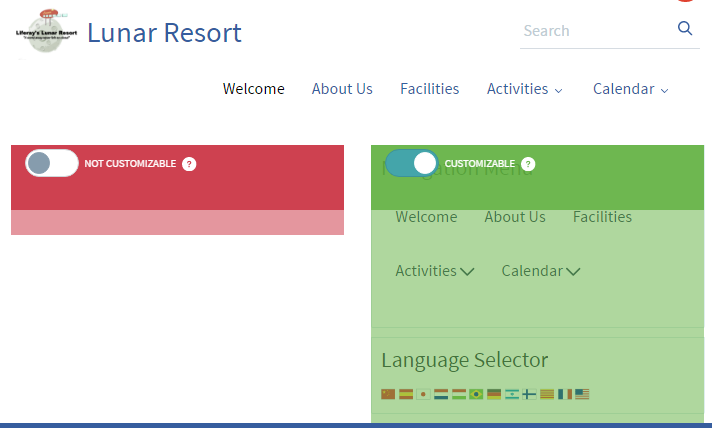 Liferay's Lunar Resort
Lunar Resort
Search
Welcome About Us Facilities Activities Calendar
NOT CUSTOMIZABLE ?
CUSTOMIZABLE ?
Navigation Menu
Welcome About Us Facilities
Activities Calendar
Language Selector